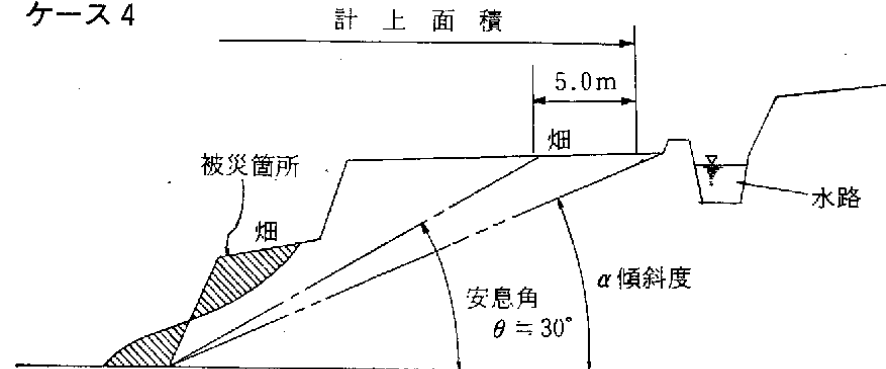 ケース 4
計 上 面 積
5.0m
畑
被災箇所
畑
水路
α傾斜度
安息角
θ≒30°